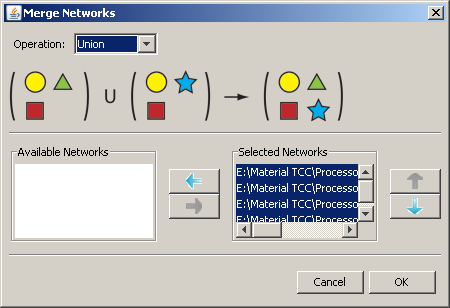 Merge Networks
Operation: Union
U
Available Networks
Selected Networks
E:\Material TCC\Processo
E:\Material TCC\Processo
E:\Material TCC\Processo
E:\Material TCC\Processo
Cancel
OK